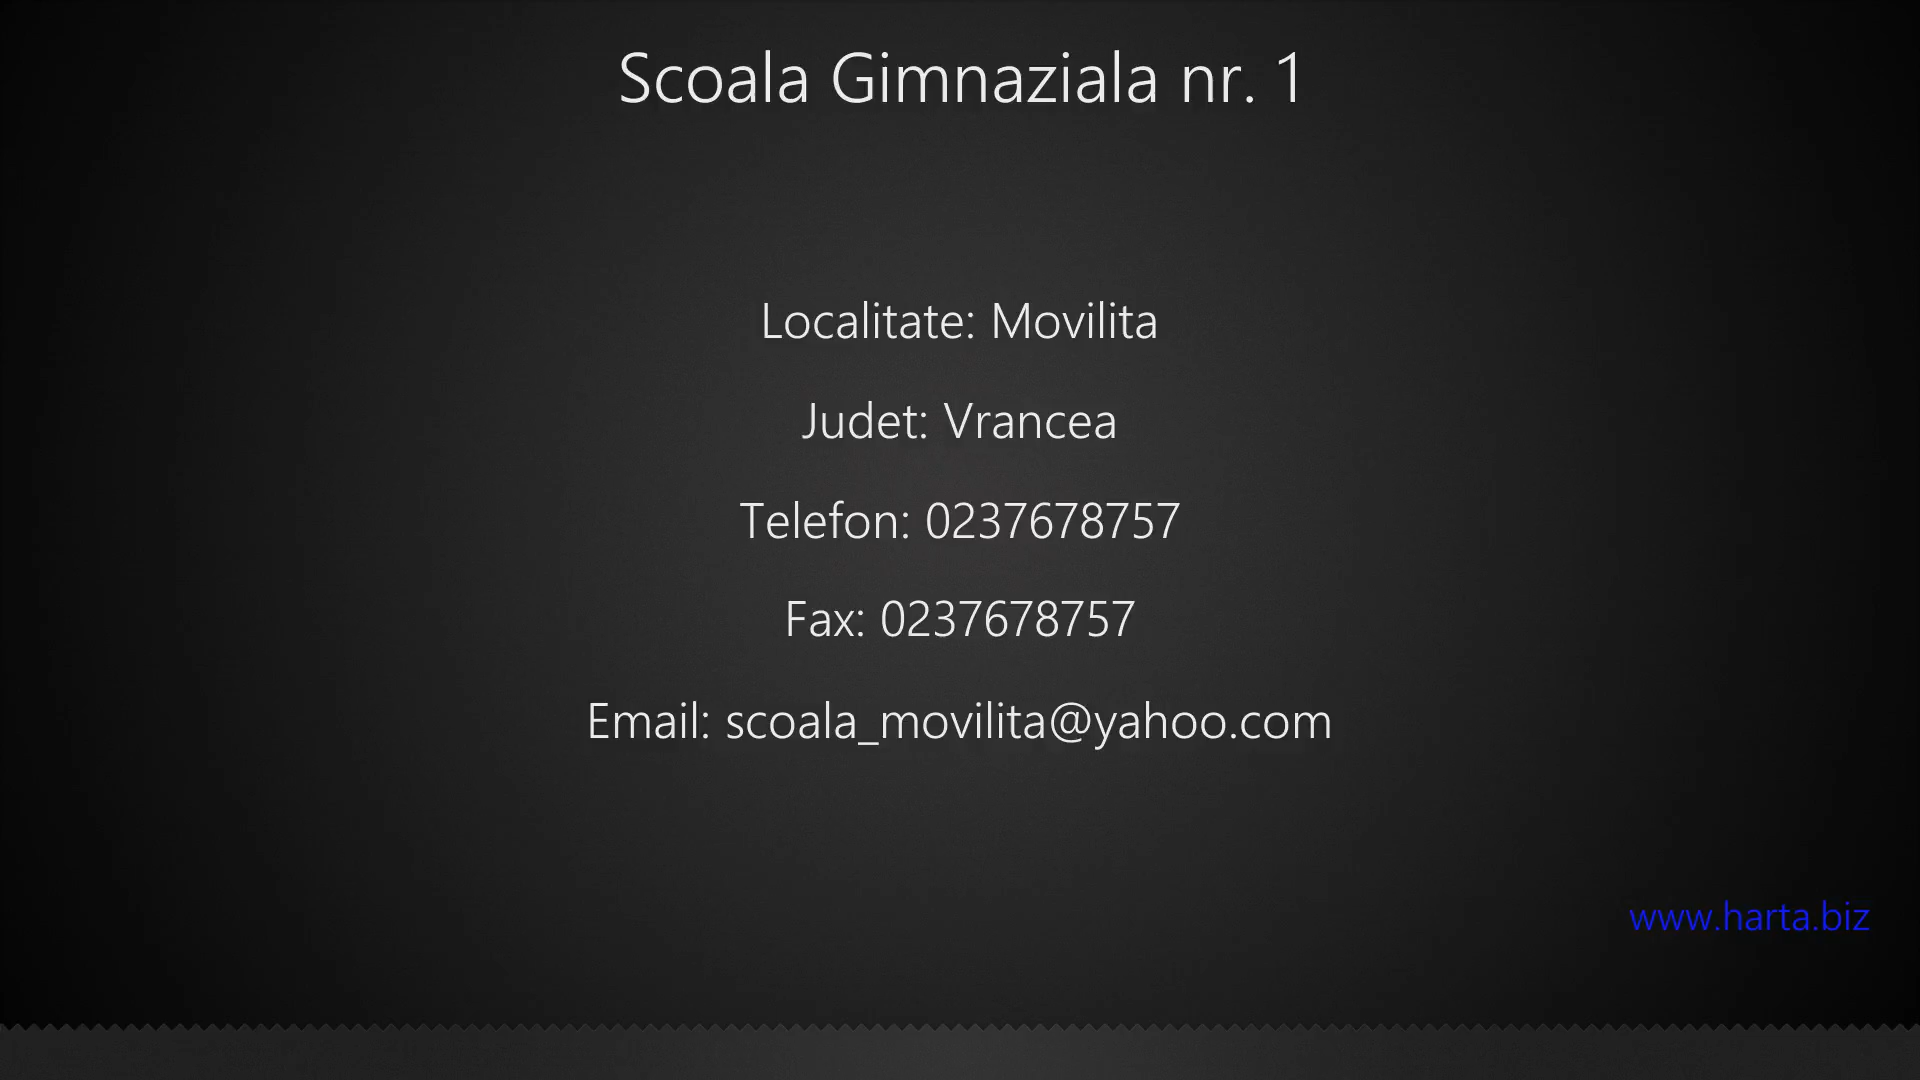 Scoala Gimnaziala nr. 1
Localitate: Movilita
Judet: Vrancea
Telefon: 0237678757
Fax: 0237678757
Email: scoala_movilita@yahoo.com
www.harta.biz